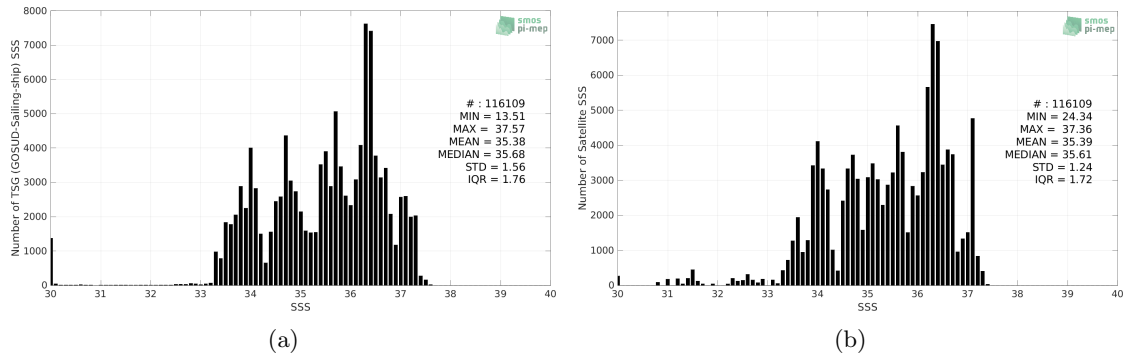 8000
7000
6000
5000
4000
3000
2000
1000
0
30 31 32 33 34 35 36 37 38 39 40
SSS
Number of TSG (GOSUD-Sailing-ship) SSS
smos
pi-mep
# : 116109
MIN = 13.51
MAX = 37.57
MEAN = 35.38
MEDIAN = 35.68
STD = 1.56
IQR = 1.76
(a)
7000
6000
5000
4000
3000
2000
1000
0
30 31 32 33 34 35 36 37 38 39 40
SSS
Number of Satellite SSS
smos
pi-mep
# : 116109
MIN = 24.34
MAX = 37.36
MEAN = 35.39
MEDIAN = 35.61
STD = 1.24
IQR = 1.72
(b)